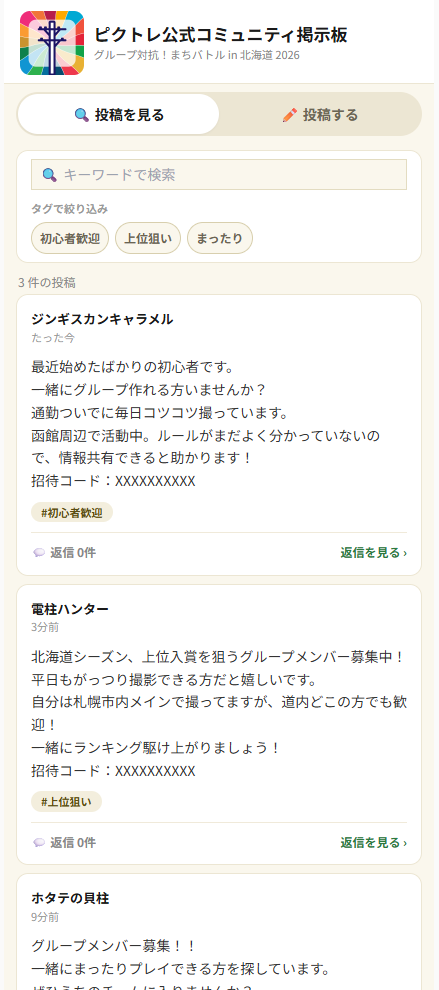 ピクトレ公式コミュニティ掲示板
グループ対抗！まちバトル in 北海道 2026
投稿を見る
投稿する
キーワードで検索
タグで絞り込み
初心者歓迎
上位狙い
まったり
3 件の投稿
ジンギスカンキャラメル
たった今
最近始めたばかりの初心者です。
一緒にグループ作れる方いませんか？
通勤ついでに毎日コツコツ撮っています。
函館周辺で活動中。ルールがまだよく分かっていないの
で、情報共有できると助かります！
招待コード：XXXXXXXXXX
#初心者歓迎
返信 0件
返信を見る ›
電柱ハンター
3分前
北海道シーズン、上位入賞を狙うグループメンバー募集中！
平日もがっつり撮影できる方だと嬉しいです。
自分は札幌市内メインで撮ってますが、道内どこの方でも歓
迎！
一緒にランキング駆け上がりましょう！
招待コード：XXXXXXXXXX
#上位狙い
返信 0件
返信を見る ›
ホタテの貝柱
9分前
グループメンバー募集！！
一緒にまったりプレイできる方を探しています。
ぜひうちのチームに入りませんか？